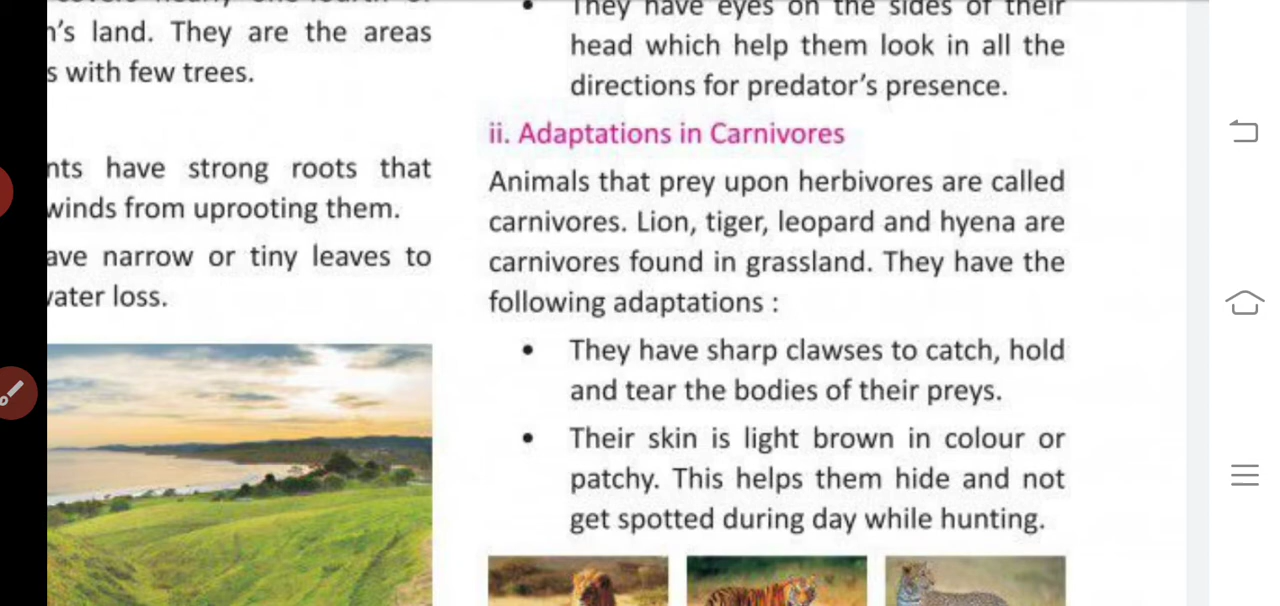 n's land. They are the areas
s with few trees.
nts have strong roots that
winds from uprooting them.
ave narrow or tiny leaves to
vater loss.
They have eyes on the sides of their
head which help them look in all the
directions for predator's presence.
ii. Adaptations in Carnivores
Animals that prey upon herbivores are called
carnivores. Lion, tiger, leopard and hyena are
carnivores found in grassland. They have the
following adaptations :
• They have sharp clawses to catch, hold
and tear the bodies of their preys.
• Their skin is light brown in colour or
patchy. This helps them hide and not
get spotted during day while hunting.